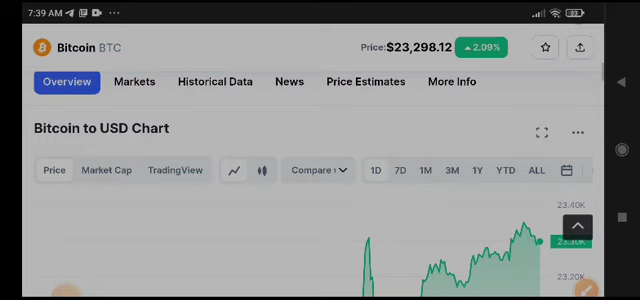 7:39 AM
63
Bitcoin BTC
Price: $23,298.12 2.09%
Overview Markets Historical Data News Price Estimates More Info
Bitcoin to USD Chart
Price Market Cap TradingView Compare 1D 7D 1M 3M 1Y YTD ALL
23.40K
23.30K
23.20K